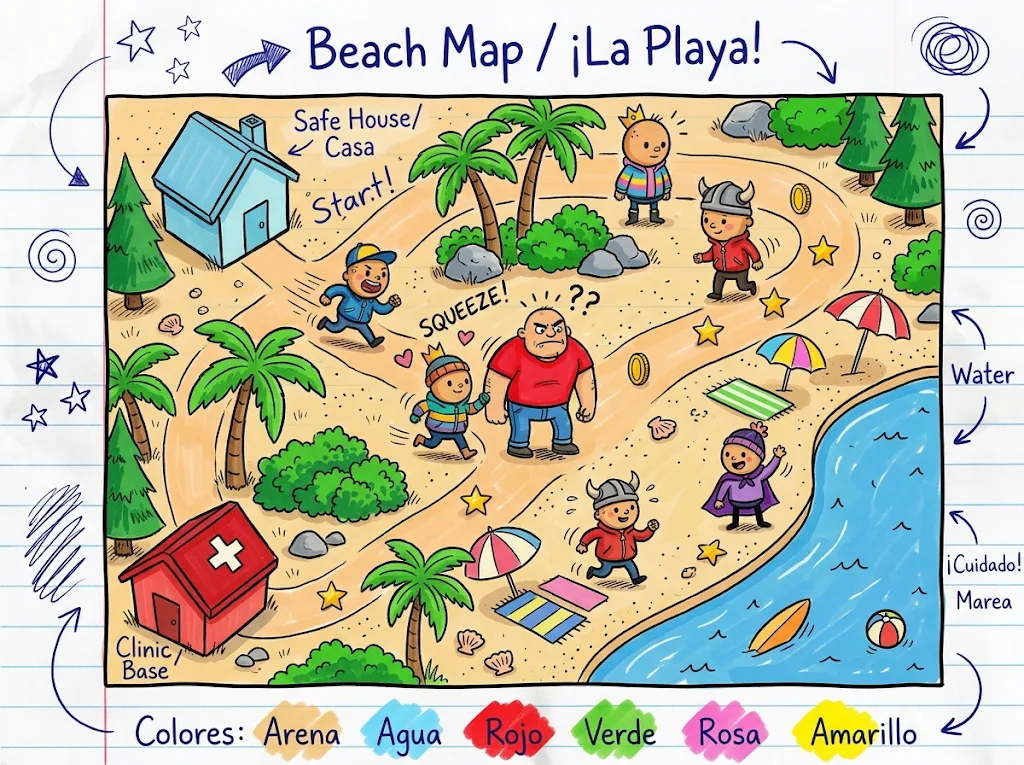 Beach Map / ¡La Playa!
Safe House/
Casa
Start!
SQUEEZE!
??
Water
¡Cuidado!
Marea
Clinic/
Base
Colores: Arena Agua Rojo Verde Rosa Amarillo